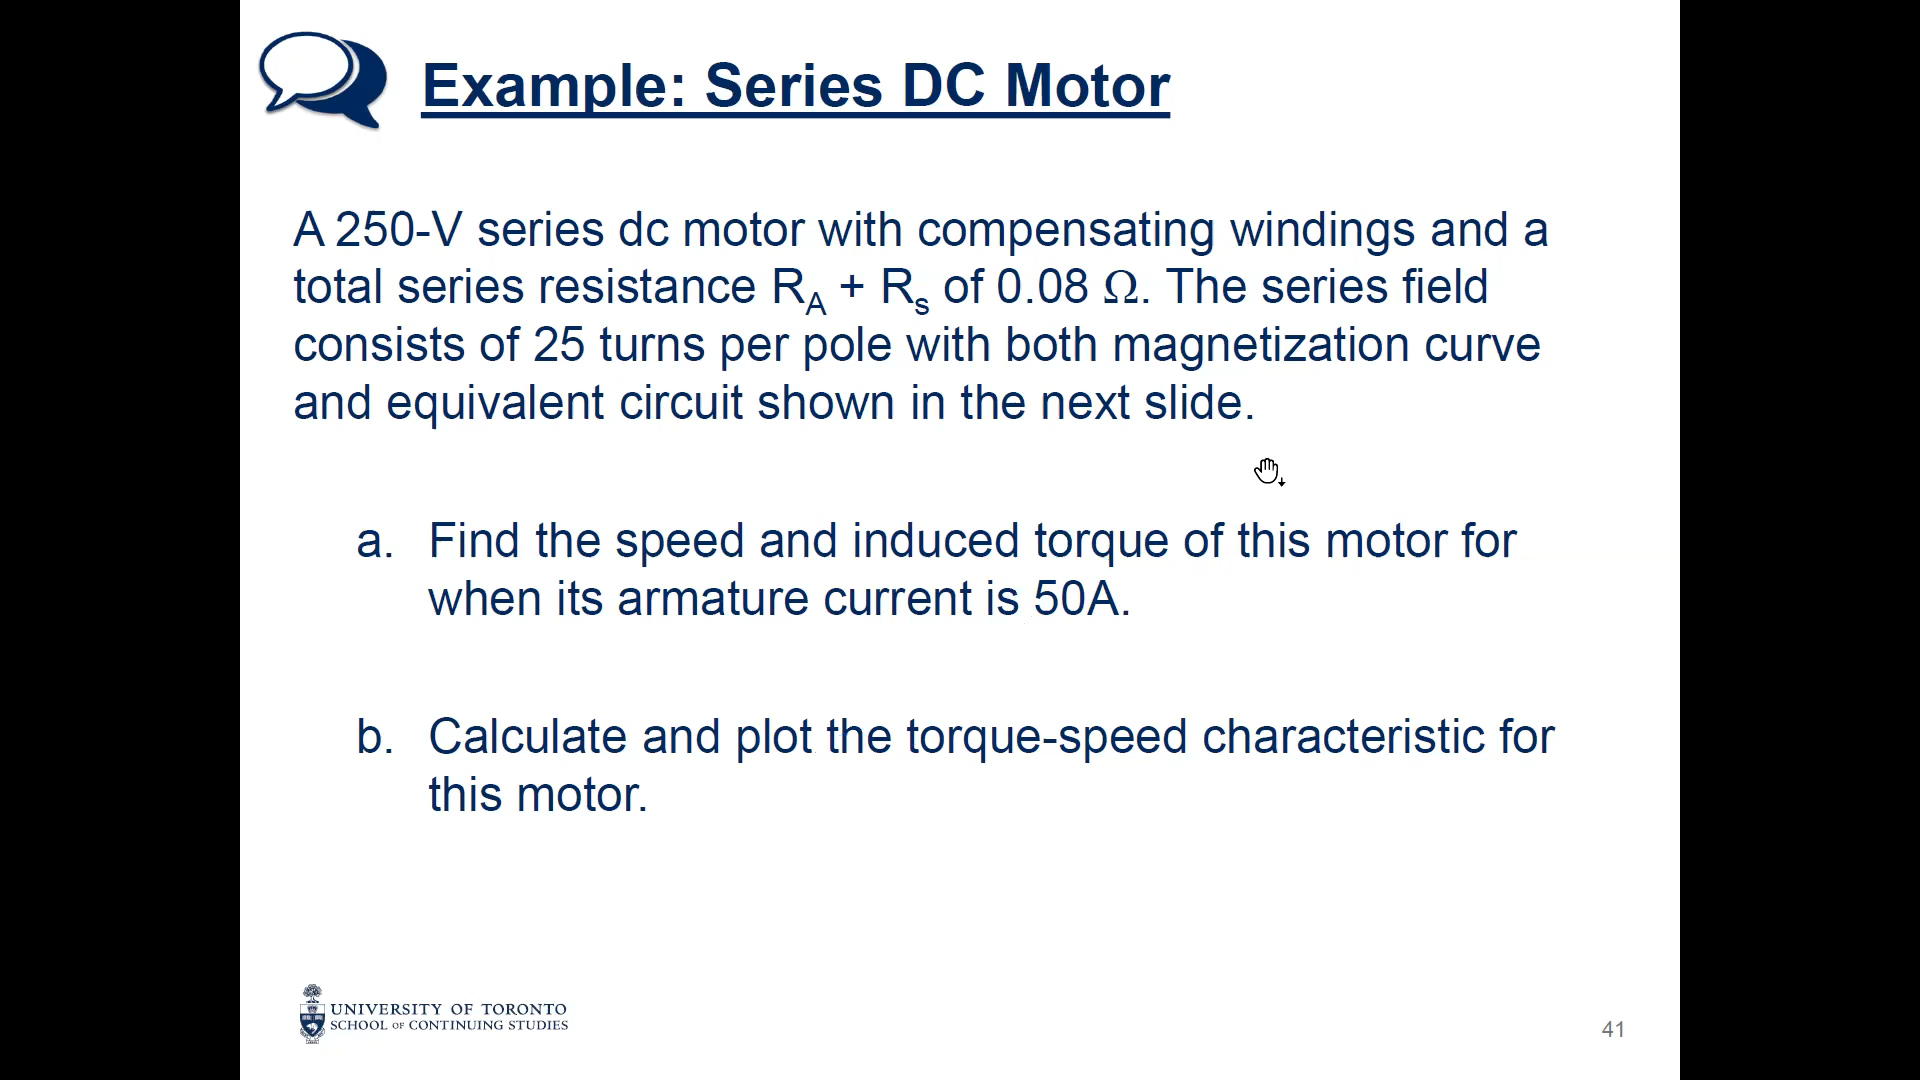 Example: Series DC Motor
A 250-V series dc motor with compensating windings and a
total series resistance R_A + R_s of 0.08 Ω. The series field
consists of 25 turns per pole with both magnetization curve
and equivalent circuit shown in the next slide.
a. Find the speed and induced torque of this motor for
when its armature current is 50A.
b. Calculate and plot the torque-speed characteristic for
this motor.
UNIVERSITY OF TORONTO
SCHOOL OF CONTINUING STUDIES
41